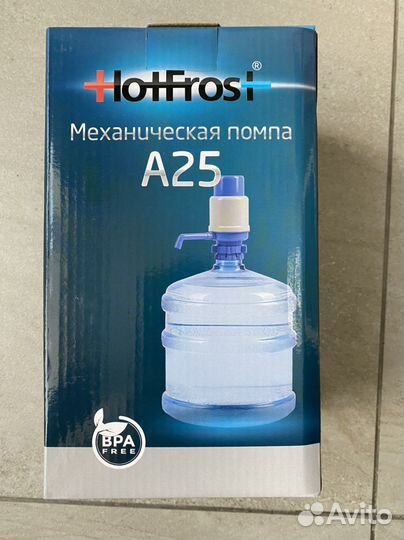 HotFrost®
Механическая помпа
A25
BPA
FREE
Avito